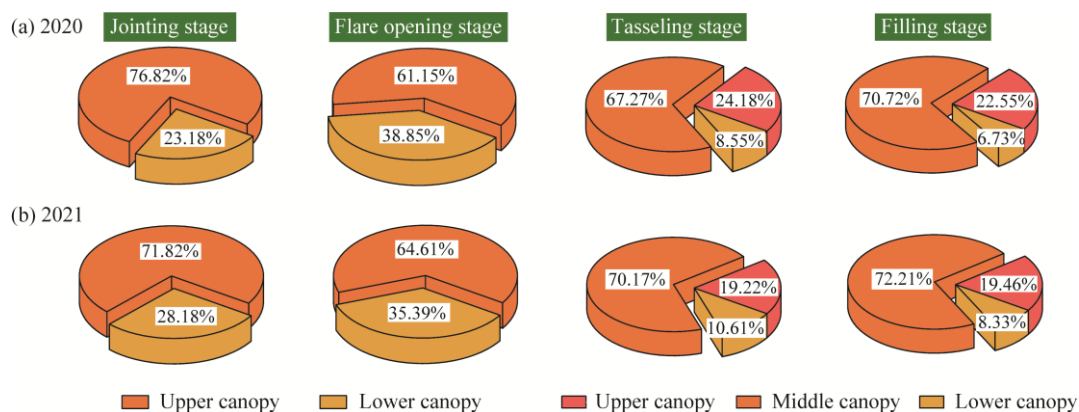 (a) 2020
Jointing stage
Flare opening stage
Tasseling stage
Filling stage
76.82%
23.18%
61.15%
38.85%
67.27%
24.18%
8.55%
70.72%
22.55%
6.73%
(b) 2021
71.82%
28.18%
64.61%
35.39%
70.17%
19.22%
10.61%
72.21%
19.46%
8.33%
Upper canopy
Lower canopy
Upper canopy
Middle canopy
Lower canopy